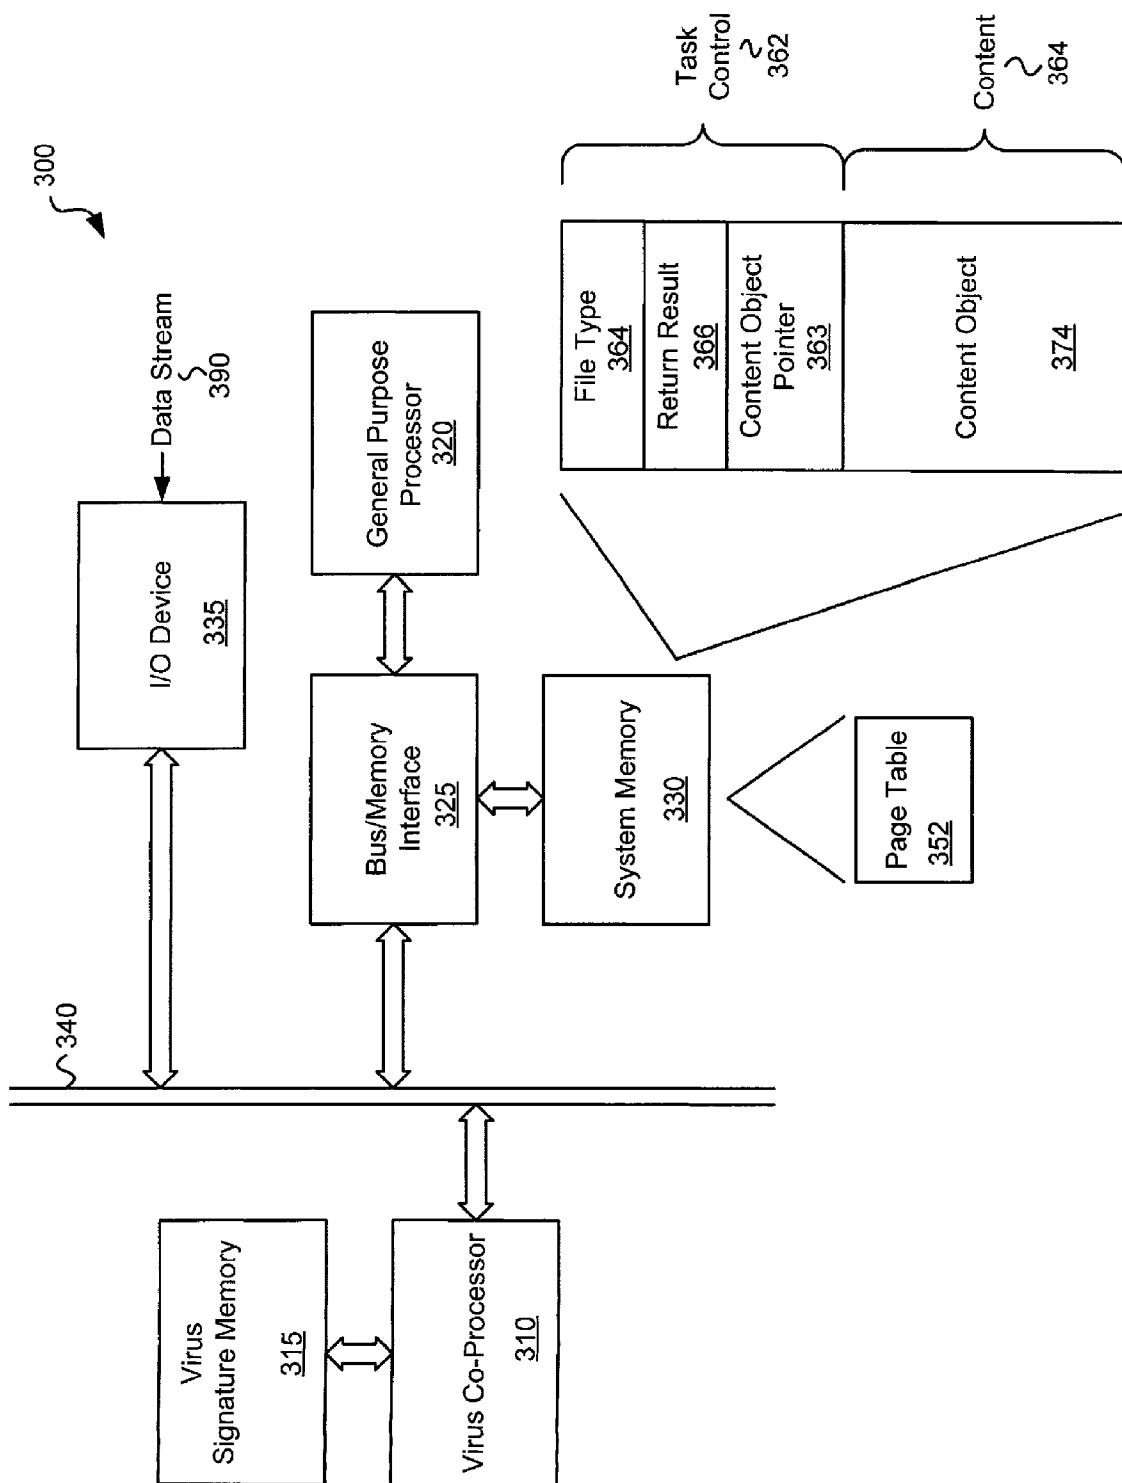 300
340
Data Stream
390
I/O Device
335
Virus
Signature Memory
315
Bus/Memory
Interface
325
General Purpose
Processor
320
Virus Co-Processor
310
System Memory
330
Page Table
352
File Type
364
Return Result
366
Content Object
Pointer
363
Content Object
374
Task
Control
362
Content
364